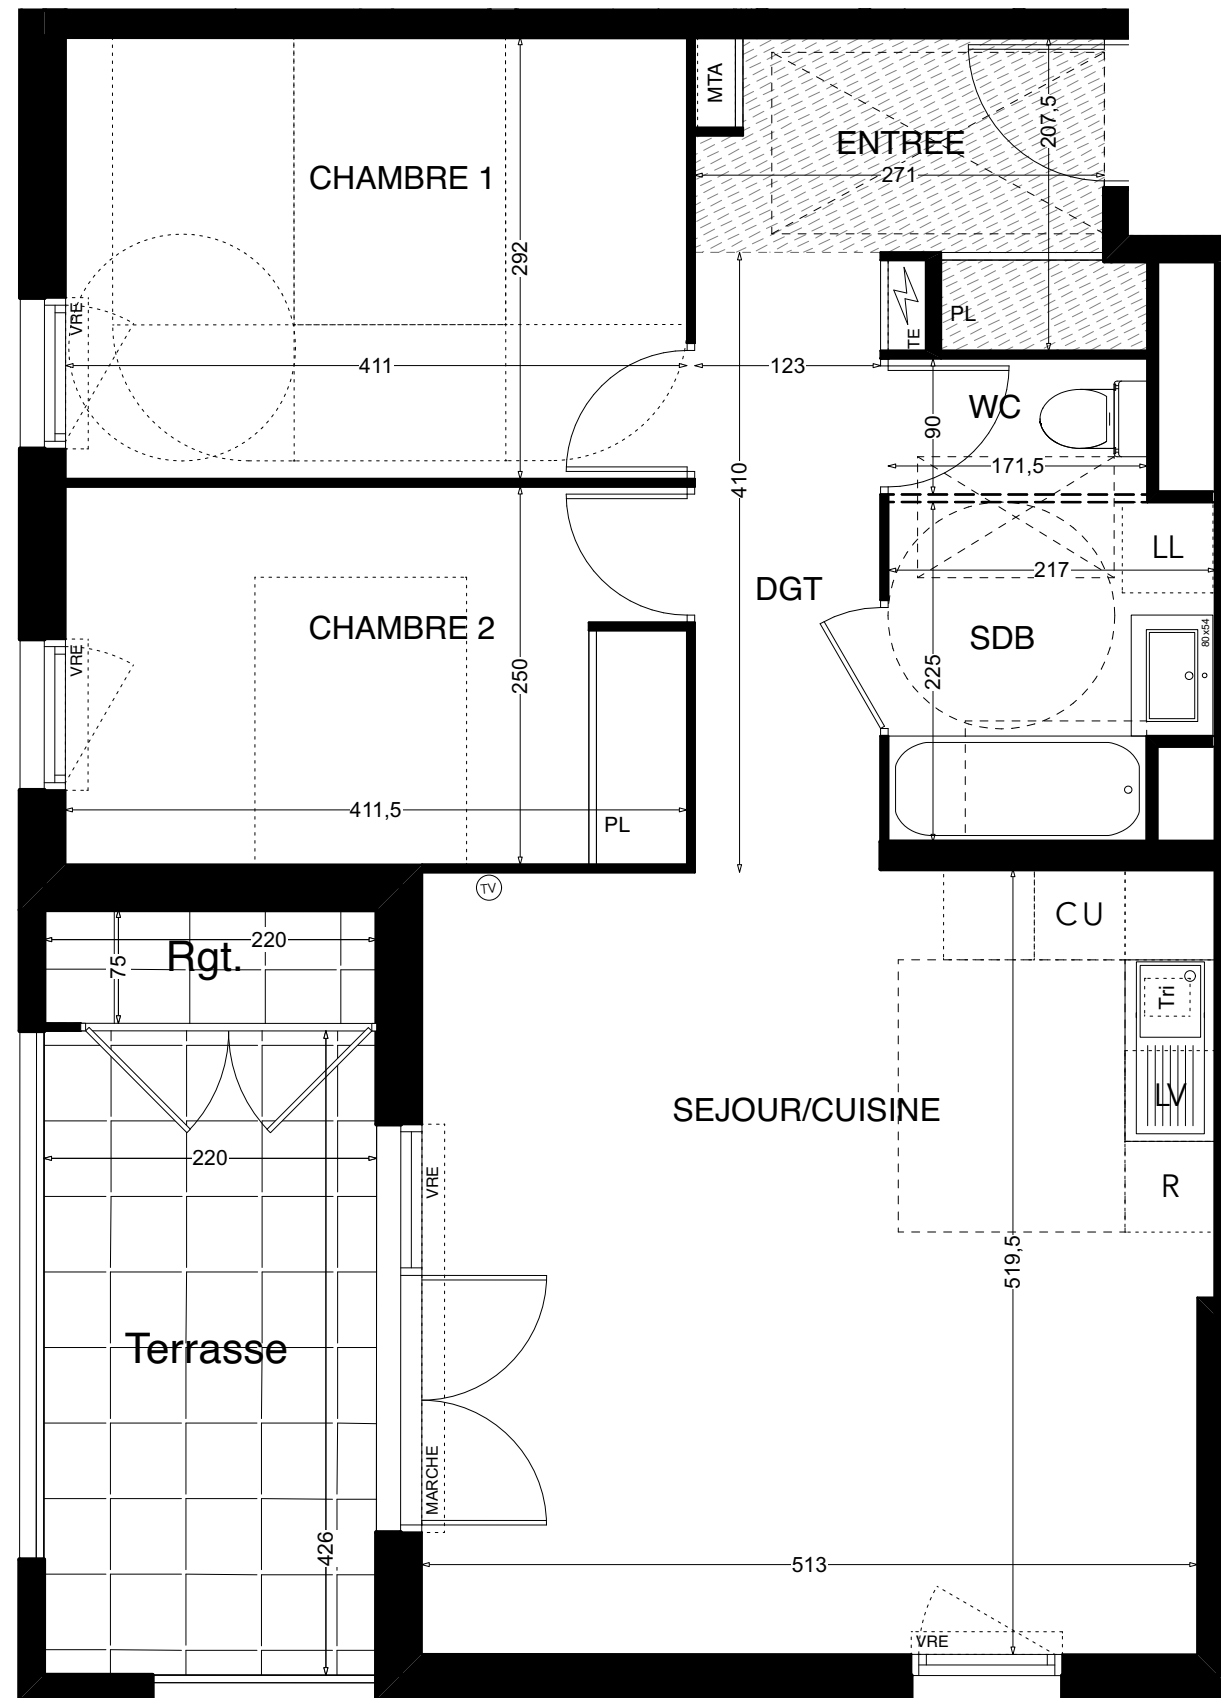 MTA
ENTREE
207,5
271
CHAMBRE 1
292
VRE
411
123
TE
PL
WC
90
171,5
410
LL
217
DGT
SDB
80x54
225
CHAMBRE 2
VRE
250
411,5
PL
TV
CU
220
Rgt.
75
Tri
LV
R
SEJOUR/CUISINE
220
VRE
519,5
Terrasse
MARCHE
426
513
VRE